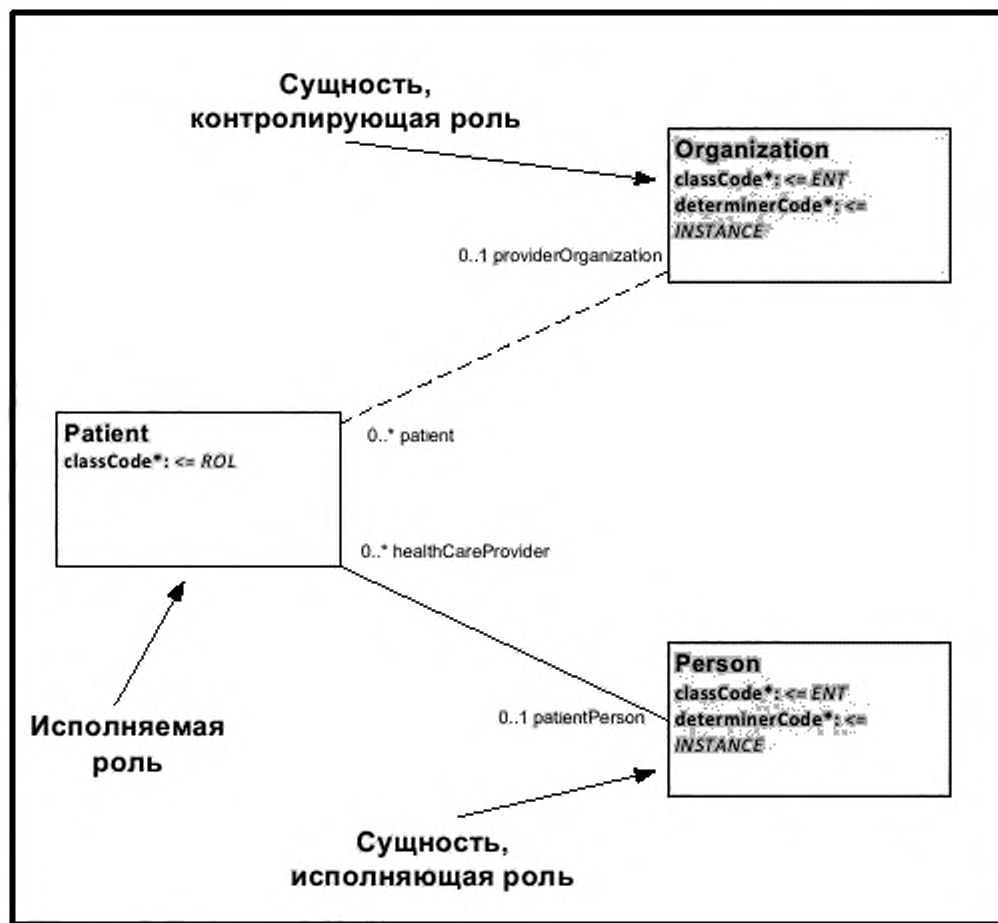 Сущность,
контролирующая роль
Organization
classCode*: <= ENT
determinerCode*: <=
INSTANCE
0..1 providerOrganization
Patient
classCode*: <= ROL
0..* patient
0..* healthCareProvider
Person
classCode*: <= ENT
determinerCode*: <=
INSTANCE
0..1 patientPerson
Исполняемая
роль
Сущность,
исполняющая роль